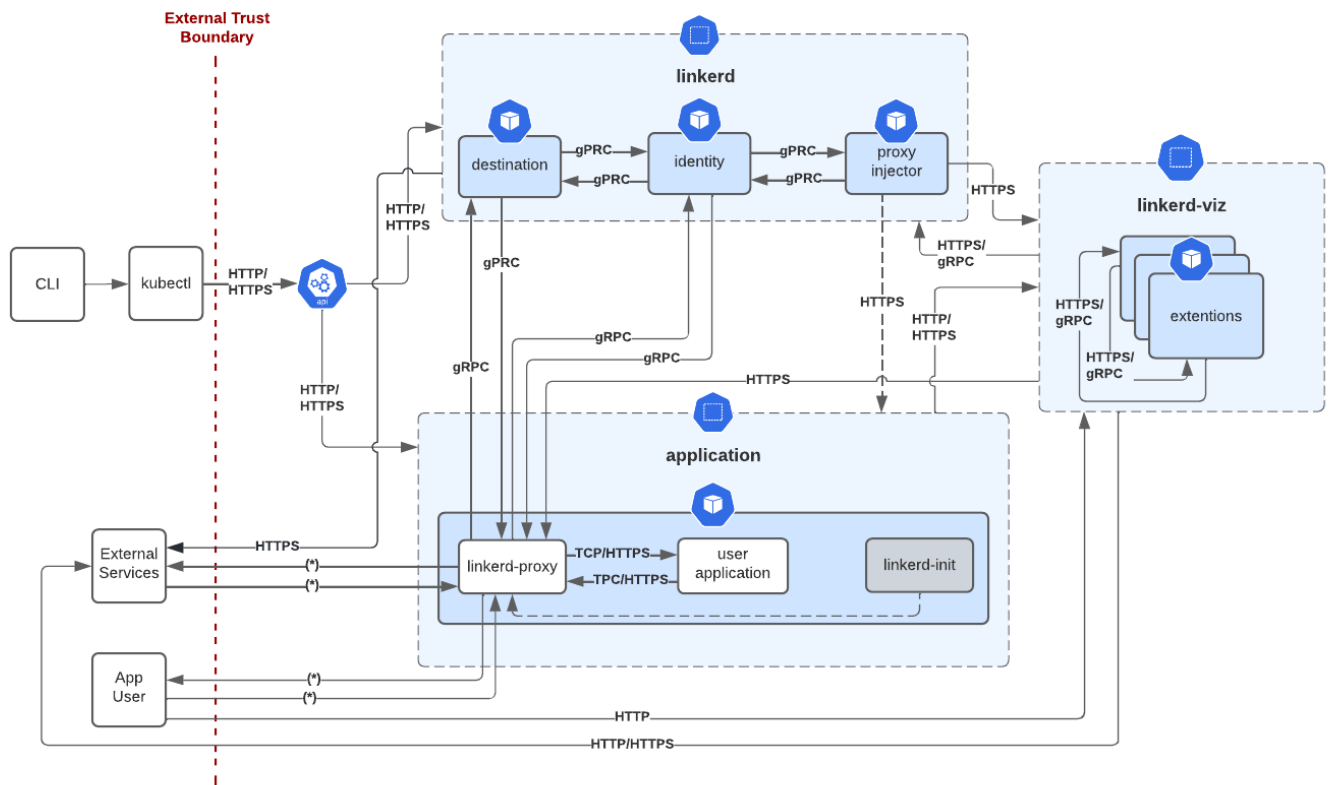 External Trust
Boundary
linkerd
destination
gPRC
gPRC
identity
gPRC
gPRC
proxy
injector
HTTPS
linkerd-viz
HTTP/
HTTPS
CLI
kubectl
HTTP/
HTTPS
api
gPRC
HTTPS/
gRPC
HTTPS
HTTP/
HTTPS
HTTPS/
gRPC
extentions
HTTPS/
gRPC
gRPC
gRPC
gRPC
HTTPS
HTTP/
HTTPS
application
External
Services
HTTPS
(*)
(*)
linkerd-proxy
TCP/HTTPS
TPC/HTTPS
user
application
linkerd-init
App
User
(*)
(*)
HTTP
HTTP/HTTPS